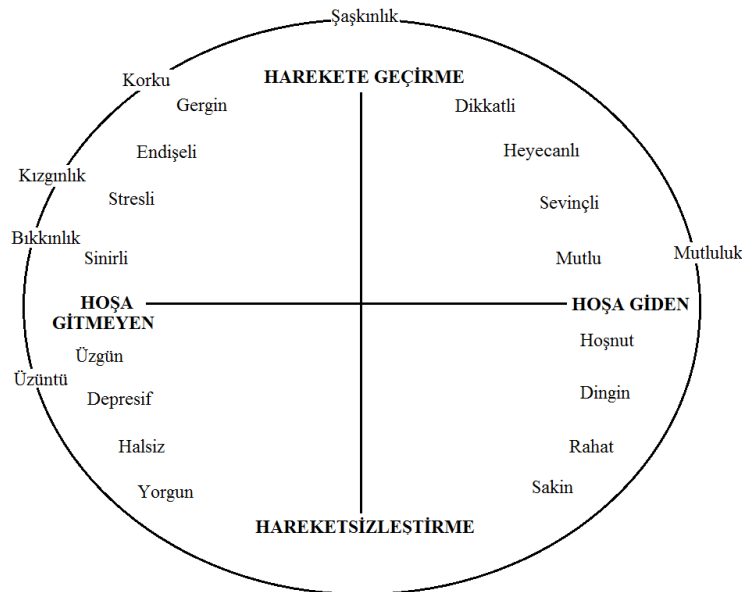 Şaşkınlık
HAREKETE GEÇİRME
Korku
Gergin
Dikkatli
Endişeli
Heyecanlı
Kızgınlık
Stresli
Sevinçli
Bıkkınlık
Sinirli
Mutlu
Mutluluk
HOŞA
GİTMEYEN
HOŞA GİDEN
Üzgün
Hoşnut
Üzüntü
Depresif
Dingin
Halsiz
Rahat
Yorgun
Sakin
HAREKETSİZLEŞTİRME